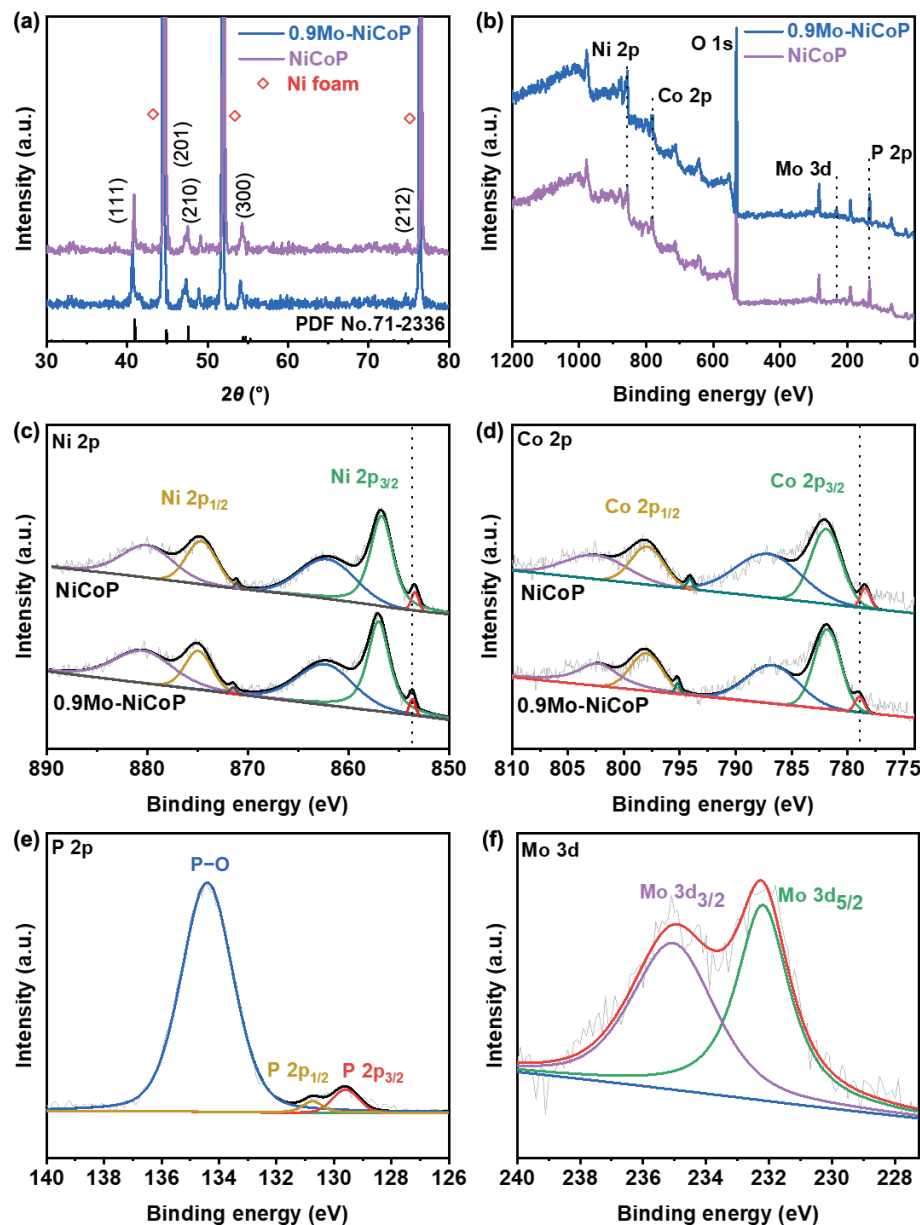 (a)
0.9Mo-NiCoP
NiCoP
Ni foam
(111)
(201)
(210)
(300)
(212)
PDF No.71-2336
Intensity (a.u.)
30 40 50 60 70 80
2θ (°)
(b)
0.9Mo-NiCoP
NiCoP
O 1s
Ni 2p
Co 2p
Mo 3d
P 2p
Intensity (a.u.)
1200 1000 800 600 400 200 0
Binding energy (eV)
(c)
Ni 2p
Ni 2p3/2
Ni 2p1/2
NiCoP
0.9Mo-NiCoP
Intensity (a.u.)
890 880 870 860 850
Binding energy (eV)
(d)
Co 2p
Co 2p3/2
Co 2p1/2
NiCoP
0.9Mo-NiCoP
Intensity (a.u.)
810 805 800 795 790 785 780 775
Binding energy (eV)
(e)
P 2p
P−O
P 2p1/2
P 2p3/2
Intensity (a.u.)
140 138 136 134 132 130 128 126
Binding energy (eV)
(f)
Mo 3d
Mo 3d3/2
Mo 3d5/2
Intensity (a.u.)
240 238 236 234 232 230 228
Binding energy (eV)